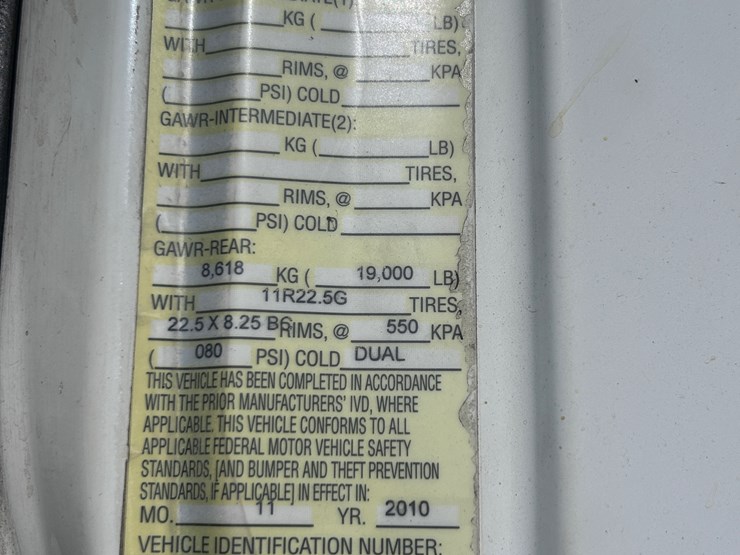 KG ( LB)
WITH TIRES,
RIMS, @ KPA
( PSI) COLD
GAWR-INTERMEDIATE(2):
KG ( LB)
WITH TIRES,
RIMS, @ KPA
( PSI) COLD
GAWR-REAR:
8,618 KG ( 19,000 LB)
WITH 11R22.5G TIRES,
22.5 X 8.25 BG RIMS, @ 550 KPA
( 080 PSI) COLD DUAL
THIS VEHICLE HAS BEEN COMPLETED IN ACCORDANCE
WITH THE PRIOR MANUFACTURERS' IVD, WHERE
APPLICABLE. THIS VEHICLE CONFORMS TO ALL
APPLICABLE FEDERAL MOTOR VEHICLE SAFETY
STANDARDS, [AND BUMPER AND THEFT PREVENTION
STANDARDS, IF APPLICABLE] IN EFFECT IN:
MO. 11 YR. 2010
VEHICLE IDENTIFICATION NUMBER: